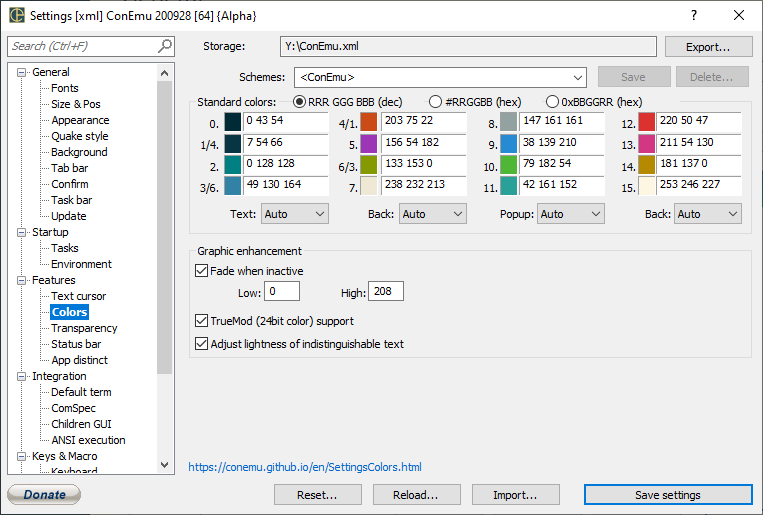 Settings [xml] ConEmu 200928 [64] {Alpha}
?
Search (Ctrl+F)
General
Fonts
Size & Pos
Appearance
Quake style
Background
Tab bar
Confirm
Task bar
Update
Startup
Tasks
Environment
Features
Text cursor
Colors
Transparency
Status bar
App distinct
Integration
Default term
ComSpec
Children GUI
ANSI execution
Keys & Macro
Keyboard
Storage: Y:\ConEmu.xml Export...
Schemes: <ConEmu> Save Delete...
Standard colors: RRR GGG BBB (dec) #RRGGBB (hex) 0xBBGGRR (hex)
0. 0 43 54 4/1. 203 75 22 8. 147 161 161 12. 220 50 47
1/4. 7 54 66 5. 156 54 182 9. 38 139 210 13. 211 54 130
2. 0 128 128 6/3. 133 153 0 10. 79 182 54 14. 181 137 0
3/6. 49 130 164 7. 238 232 213 11. 42 161 152 15. 253 246 227
Text: Auto Back: Auto Popup: Auto Back: Auto
Graphic enhancement
Fade when inactive
Low: 0 High: 208
TrueMod (24bit color) support
Adjust lightness of indistinguishable text
https://conemu.github.io/en/SettingsColors.html
Donate Reset... Reload... Import... Save settings